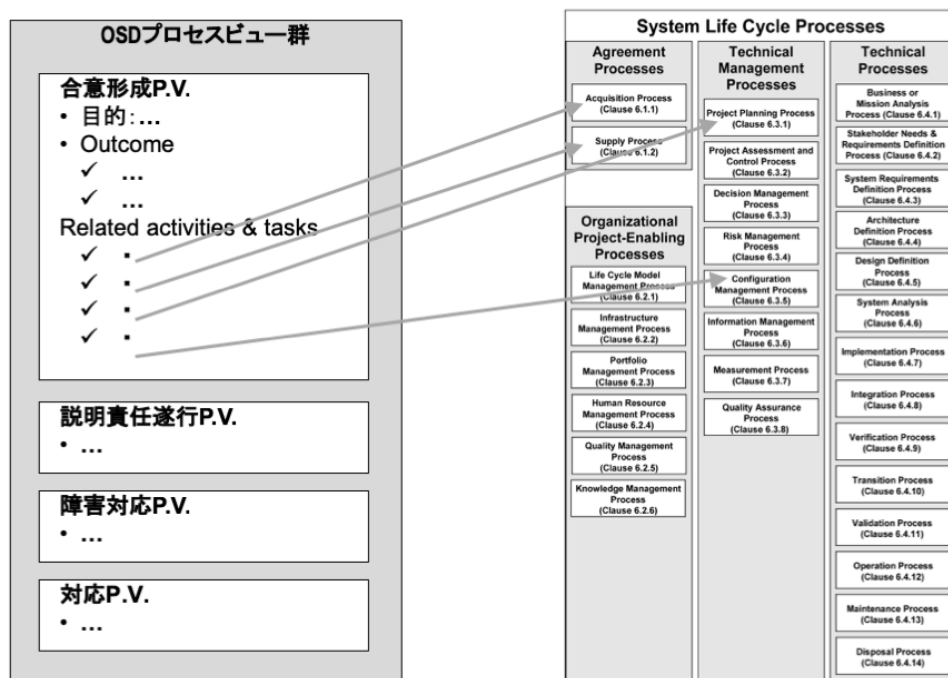 OSDプロセスビュー群
合意形成P.V.
• 目的：…
• Outcome
✓ …
✓ …
Related activities & tasks
✓ ▪
✓ ▪
✓ ▪
✓ ▪
説明責任遂行P.V.
• …
障害対応P.V.
• …
対応P.V.
• …
System Life Cycle Processes
Agreement
Processes
Acquisition Process
(Clause 6.1.1)
Supply Process
(Clause 6.1.2)
Organizational
Project-Enabling
Processes
Life Cycle Model
Management Process
(Clause 6.2.1)
Infrastructure
Management Process
(Clause 6.2.2)
Portfolio
Management Process
(Clause 6.2.3)
Human Resource
Management Process
(Clause 6.2.4)
Quality Management
Process
(Clause 6.2.5)
Knowledge Management
Process
(Clause 6.2.6)
Technical
Management
Processes
Project Planning Process
(Clause 6.3.1)
Project Assessment and
Control Process
(Clause 6.3.2)
Decision Management
Process
(Clause 6.3.3)
Risk Management
Process
(Clause 6.3.4)
Configuration
Management Process
(Clause 6.3.5)
Information Management
Process
(Clause 6.3.6)
Measurement Process
(Clause 6.3.7)
Quality Assurance
Process
(Clause 6.3.8)
Technical
Processes
Business or
Mission Analysis
Process (Clause 6.4.1)
Stakeholder Needs &
Requirements Definition
Process (Clause 6.4.2)
System Requirements
Definition Process
(Clause 6.4.3)
Architecture
Definition Process
(Clause 6.4.4)
Design Definition
Process
(Clause 6.4.5)
System Analysis
Process
(Clause 6.4.6)
Implementation Process
(Clause 6.4.7)
Integration Process
(Clause 6.4.8)
Verification Process
(Clause 6.4.9)
Transition Process
(Clause 6.4.10)
Validation Process
(Clause 6.4.11)
Operation Process
(Clause 6.4.12)
Maintenance Process
(Clause 6.4.13)
Disposal Process
(Clause 6.4.14)